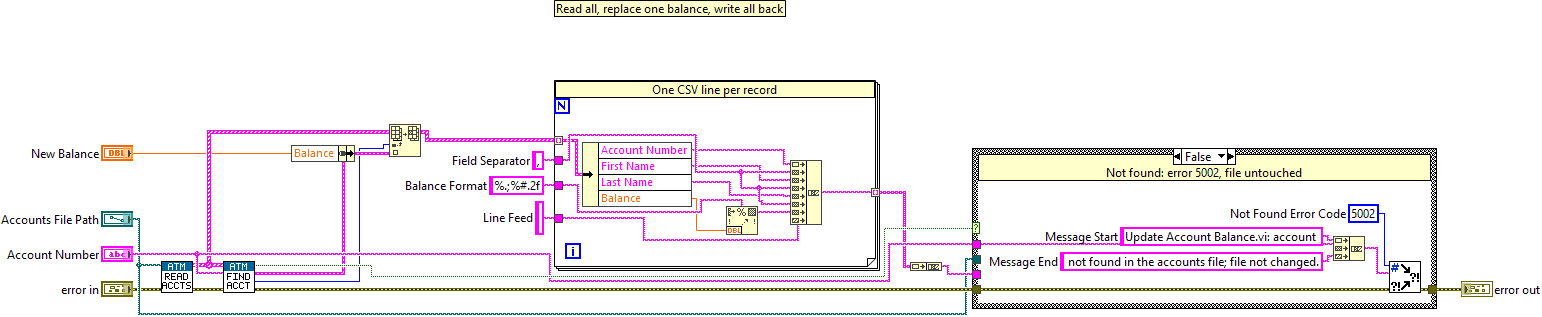 Read all, replace one balance, write all back
One CSV line per record
N
New Balance
DBL
Balance
Field Separator
,
Balance Format
%.;%#.2f
Line Feed
Account Number
First Name
Last Name
Balance
DBL
i
Accounts File Path
Account Number
abc
error in
ATM
READ
ACCTS
ATM
FIND
ACCT
False
Not found: error 5002, file untouched
Not Found Error Code
5002
Message Start
Update Account Balance.vi: account
Message End
not found in the accounts file; file not changed.
?
#
?!
?!
error out